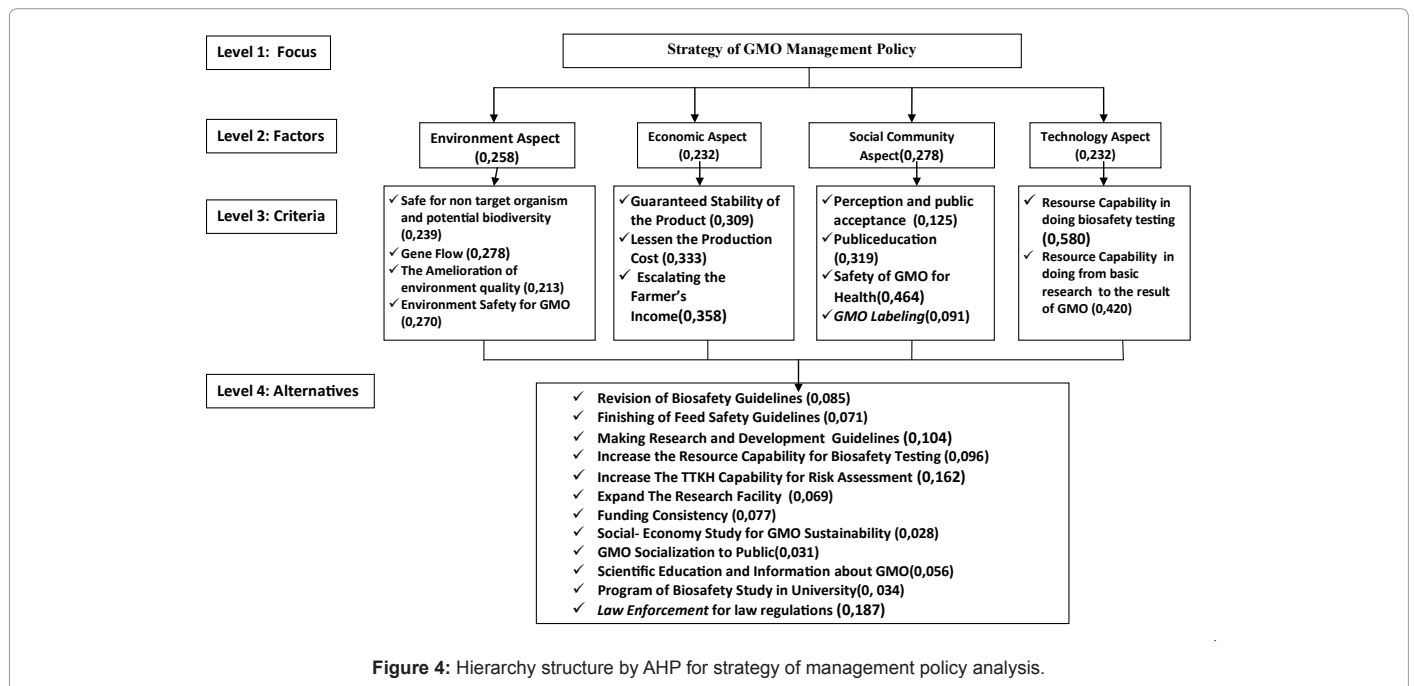 Level 1: Focus
Strategy of GMO Management Policy
Level 2: Factors
Environment Aspect
(0,258)
Economic Aspect
(0,232)
Social Community
Aspect(0,278)
Technology Aspect
(0,232)
Level 3: Criteria
✓ Safe for non target organism
and potential biodiversity
(0,239)
✓ Gene Flow (0,278)
✓ The Amelioration of
environment quality (0,213)
✓ Environment Safety for GMO
(0,270)
✓ Guaranteed Stability of
the Product (0,309)
✓ Lessen the Production
Cost (0,333)
✓ Escalating the
Farmer's
Income(0,358)
✓ Perception and public
acceptance (0,125)
✓ Publiceducation
(0,319)
✓ Safety of GMO for
Health(0,464)
✓ GMO Labeling(0,091)
✓ Resourse Capability in
doing biosafety testing
(0,580)
✓ Resource Capability in
doing from basic
research to the result
of GMO (0,420)
Level 4: Alternatives
✓ Revision of Biosafety Guidelines (0,085)
✓ Finishing of Feed Safety Guidelines (0,071)
✓ Making Research and Development Guidelines (0,104)
✓ Increase the Resource Capability for Biosafety Testing (0,096)
✓ Increase The TTKH Capability for Risk Assessment (0,162)
✓ Expand The Research Facility (0,069)
✓ Funding Consistency (0,077)
✓ Social- Economy Study for GMO Sustainability (0,028)
✓ GMO Socialization to Public(0,031)
✓ Scientific Education and Information about GMO(0,056)
✓ Program of Biosafety Study in University(0, 034)
✓ Law Enforcement for law regulations (0,187)
Figure 4: Hierarchy structure by AHP for strategy of management policy analysis.